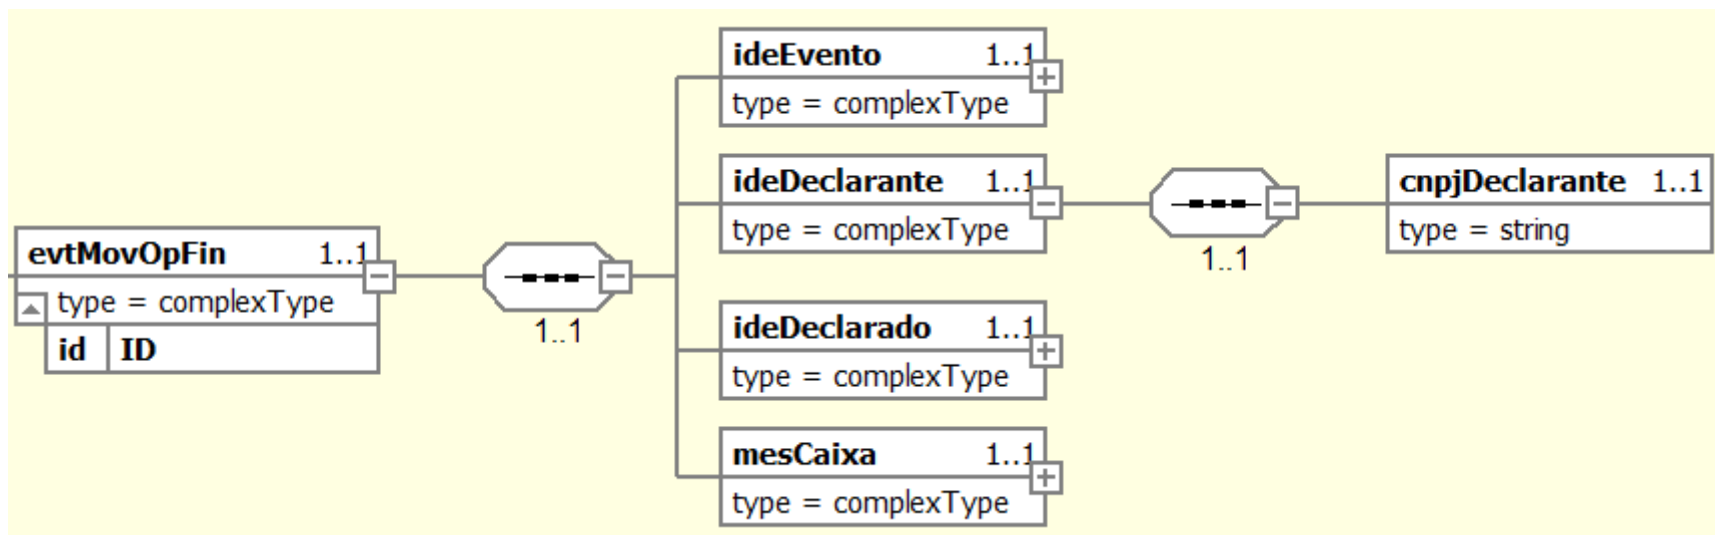 evtMovOpFin 1..1
type = complexType
id ID
1..1
ideEvento 1..1
type = complexType
ideDeclarante 1..1
type = complexType
1..1
cnpjDeclarante 1..1
type = string
ideDeclarado 1..1
type = complexType
mesCaixa 1..1
type = complexType